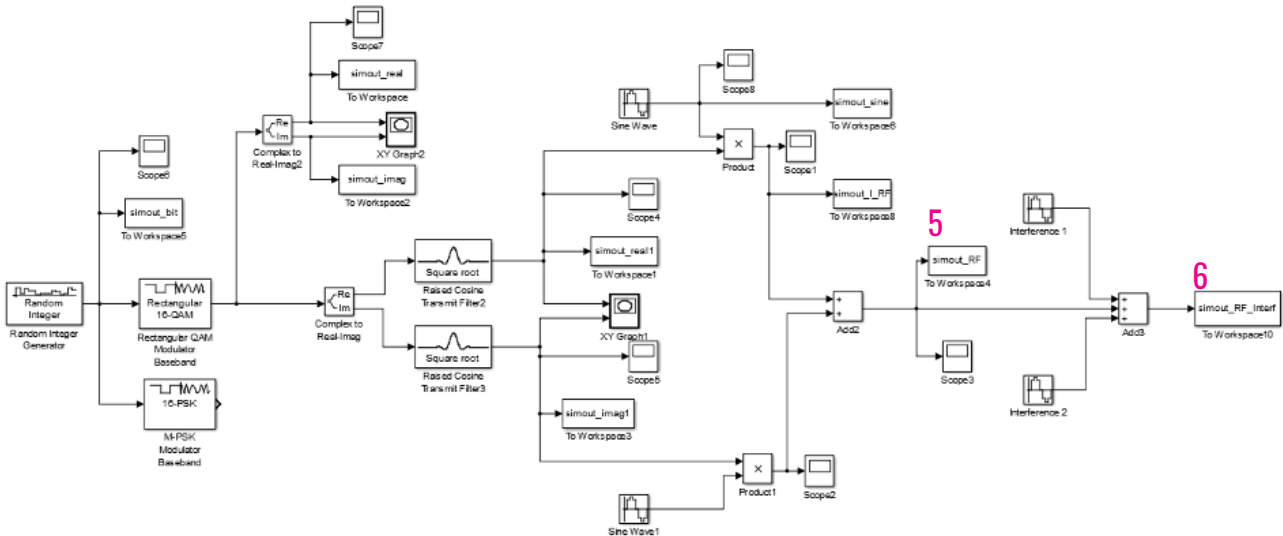 Scope7
simout_real
To Workspace
Re
Im
Complex to
Real-Imag2
XY Graph2
simout_imag
To Workspace2
Scope6
simout_bit
To Workspace5
Random
Integer
Random Integer
Generator
Rectangular
16-QAM
Rectangular QAM
Modulator
Baseband
16-PSK
M-PSK
Modulator
Baseband
Re
Im
Complex to
Real-Imag
Square root
Raised Cosine
Transmit Filter2
Square root
Raised Cosine
Transmit Filter3
Scope4
simout_real1
To Workspace1
XY Graph1
Scope5
simout_imag1
To Workspace3
Scope8
Sine Wave
simout_sine
To Workspace6
×
Product
Scope1
simout_I_RF
To Workspace8
×
Product1
Scope2
Sine Wave1
+
+
Add2
5
simout_RF
To Workspace4
Scope3
Interference 1
Interference 2
+
+
+
Add3
6
simout_RF_Interf
To Workspace10